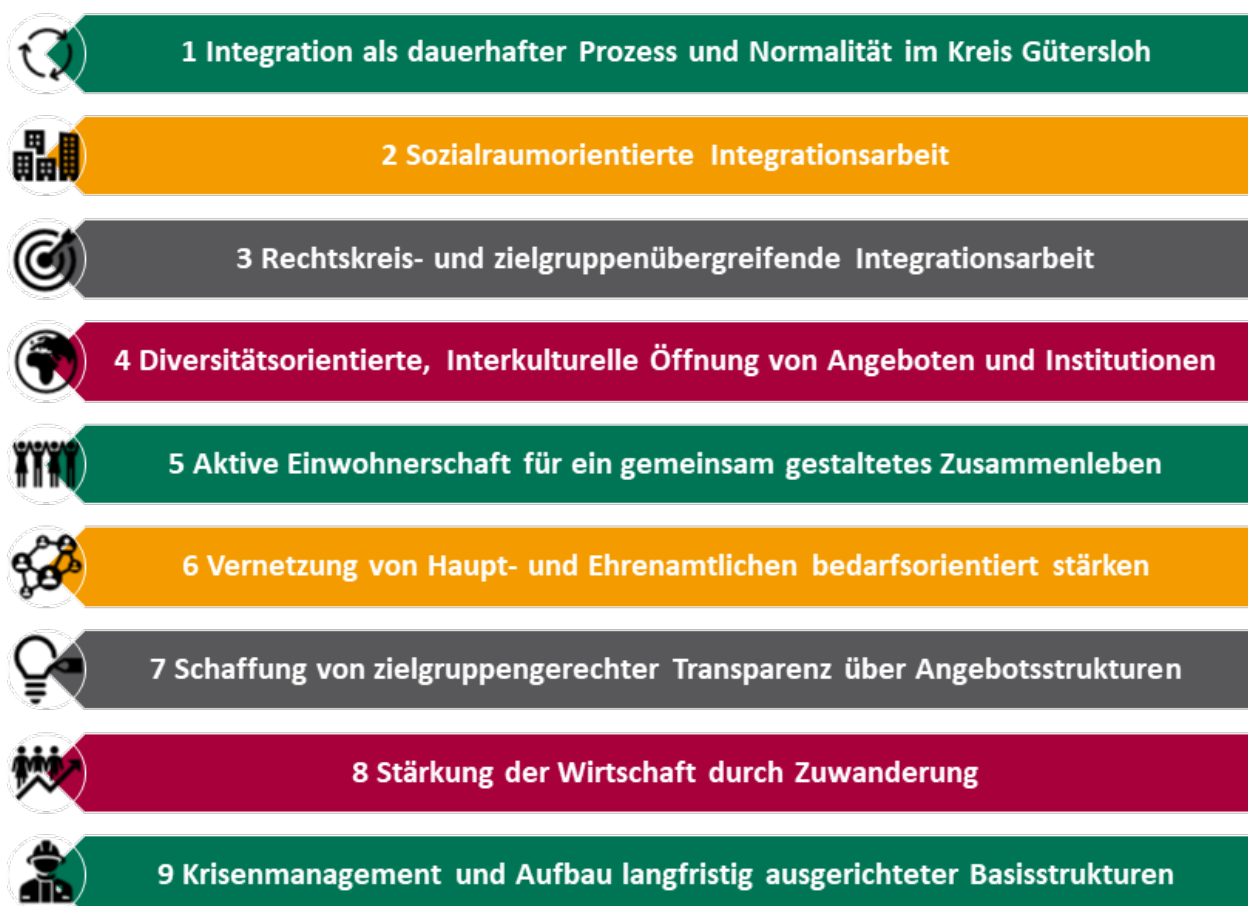 1 Integration als dauerhafter Prozess und Normalität im Kreis Gütersloh
2 Sozialraumorientierte Integrationsarbeit
3 Rechtskreis- und zielgruppenübergreifende Integrationsarbeit
4 Diversitätsorientierte, Interkulturelle Öffnung von Angeboten und Institutionen
5 Aktive Einwohnerschaft für ein gemeinsam gestaltetes Zusammenleben
6 Vernetzung von Haupt- und Ehrenamtlichen bedarfsorientiert stärken
7 Schaffung von zielgruppengerechter Transparenz über Angebotsstrukturen
8 Stärkung der Wirtschaft durch Zuwanderung
9 Krisenmanagement und Aufbau langfristig ausgerichteter Basisstrukturen